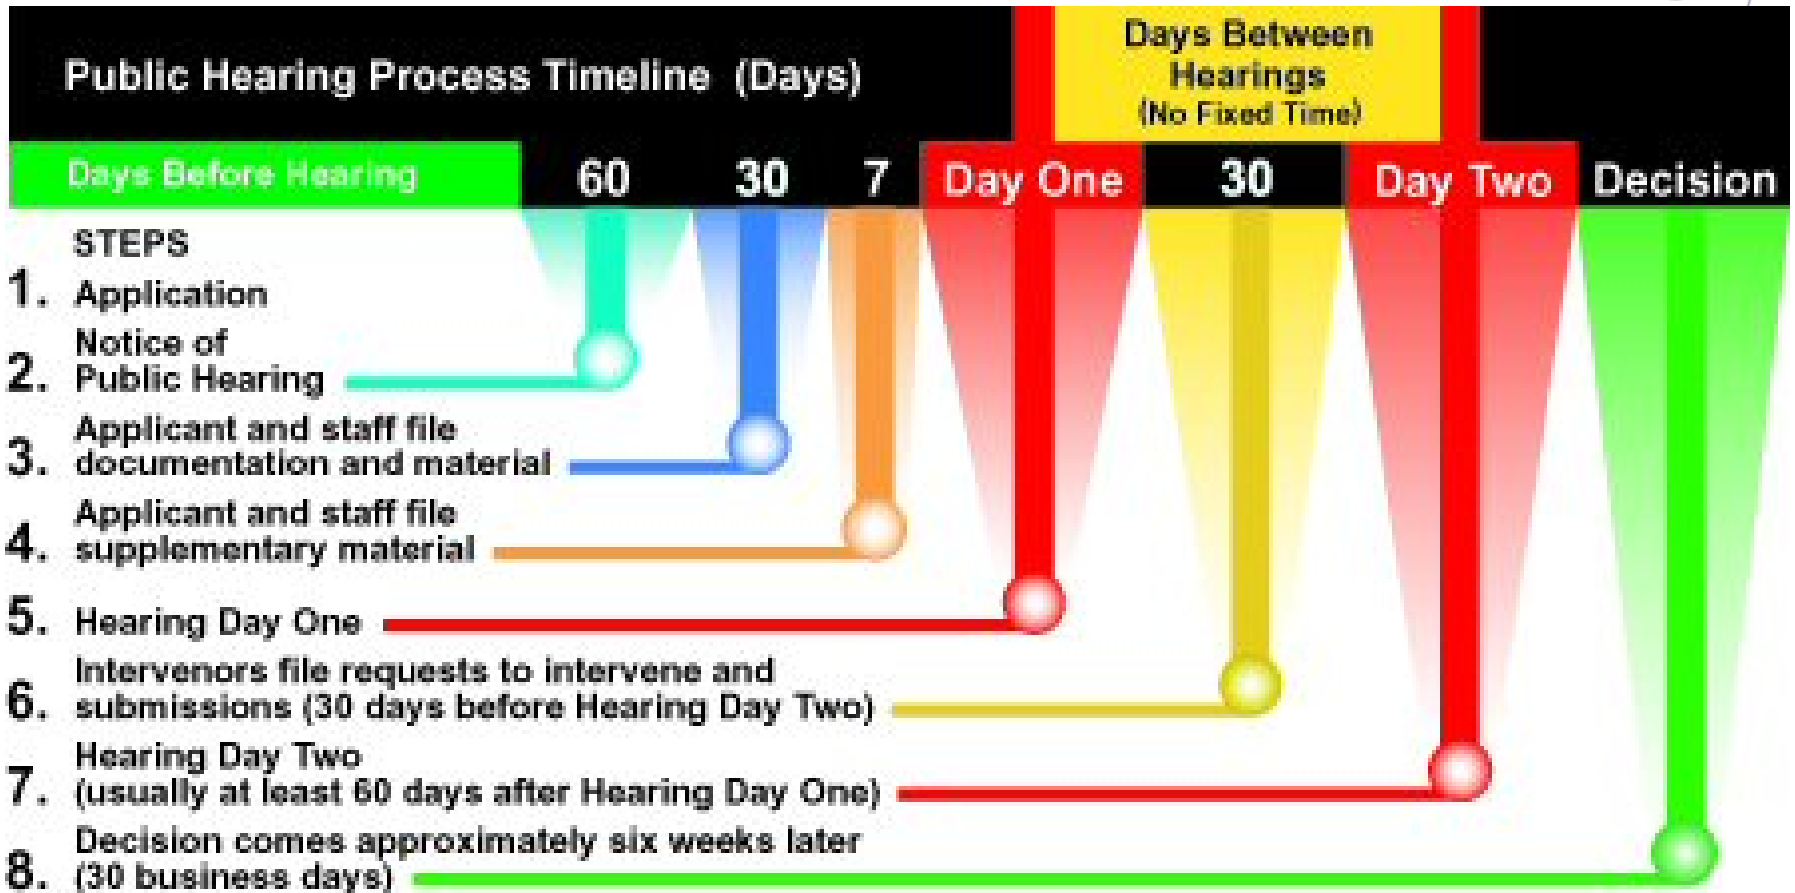 Public Hearing Process Timeline (Days)
Days Between
Hearings
(No Fixed Time)
Days Before Hearing 60 30 7 Day One 30 Day Two Decision
STEPS
1. Application
Notice of
2. Public Hearing
Applicant and staff file
3. documentation and material
Applicant and staff file
4. supplementary material
5. Hearing Day One
Intervenors file requests to intervene and
6. submissions (30 days before Hearing Day Two)
Hearing Day Two
7. (usually at least 60 days after Hearing Day One)
Decision comes approximately six weeks later
8. (30 business days)